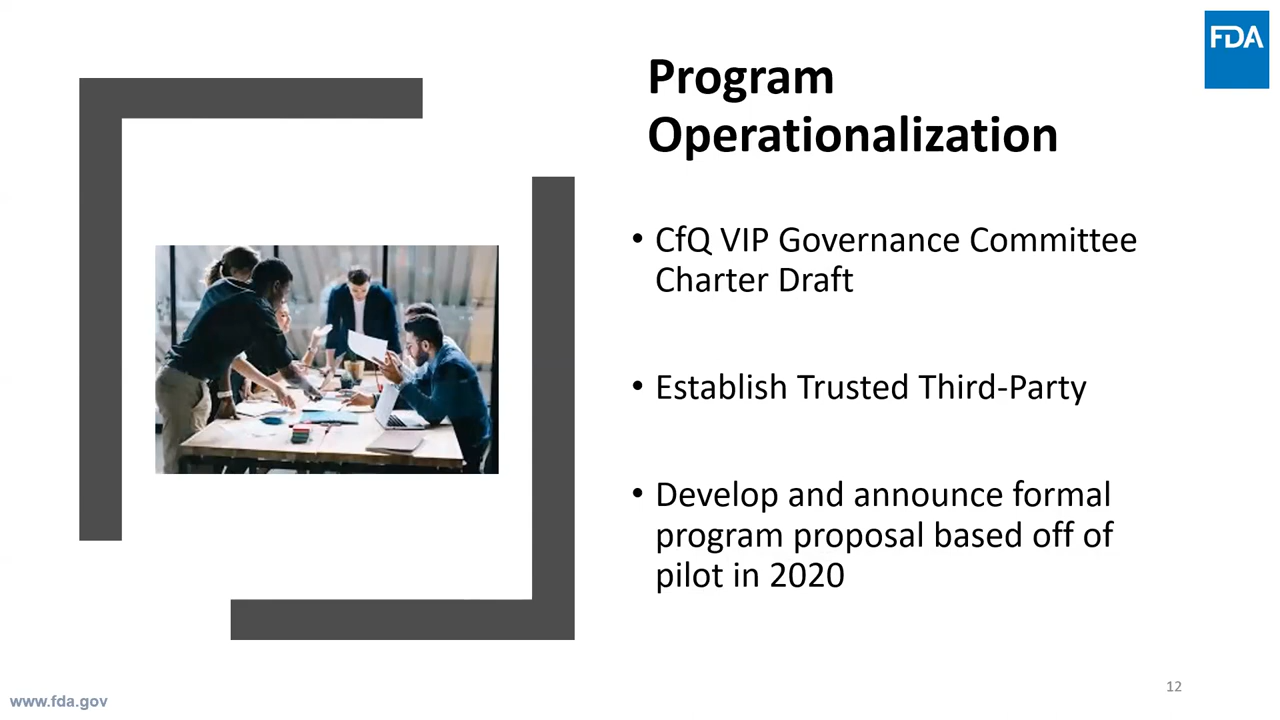 FDA
Program
Operationalization
• CfQ VIP Governance Committee
Charter Draft
• Establish Trusted Third-Party
• Develop and announce formal
program proposal based off of
pilot in 2020
www.fda.gov
12